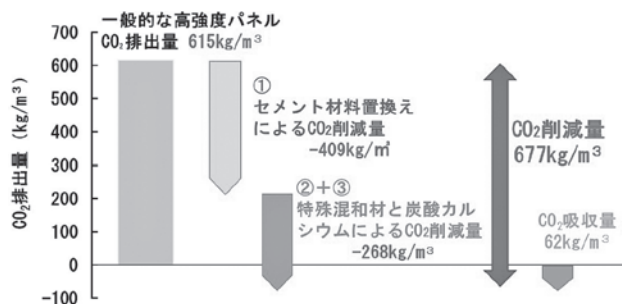 一般的な高強度パネル
CO₂排出量 615kg/m³
CO₂排出量 (kg/m³)
700
600
500
400
300
200
100
0
-100
①
セメント材料置換え
によるCO₂削減量
-409kg/㎥
②+③
特殊混和材と炭酸カル
シウムによるCO₂削減量
-268kg/m³
CO₂削減量
677kg/m³
CO₂吸収量
62kg/m³